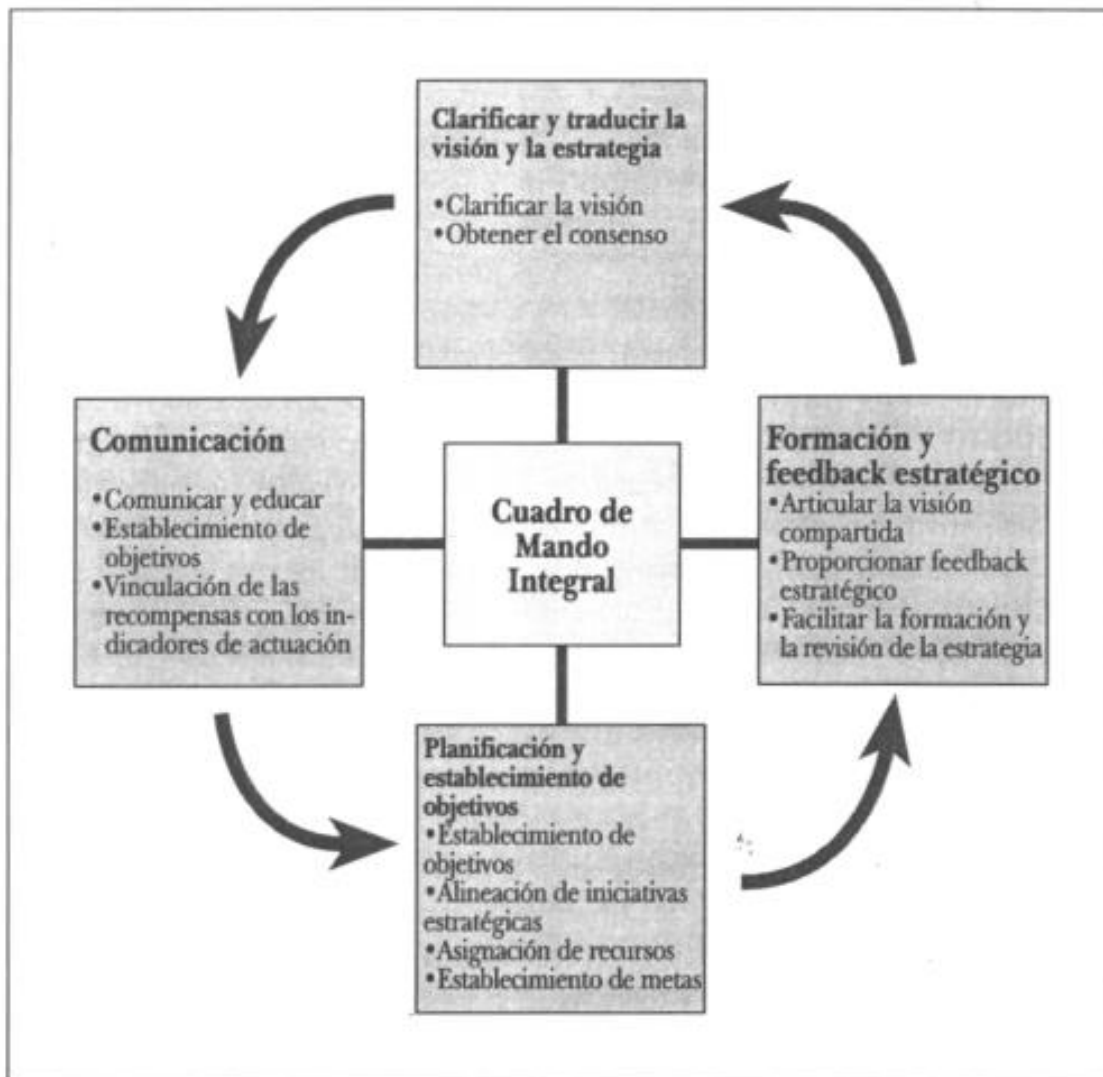 Clarificar y traducir la
visión y la estrategia
•Clarificar la visión
•Obtener el consenso
Comunicación
•Comunicar y educar
•Establecimiento de
objetivos
•Vinculación de las
recompensas con los in-
dicadores de actuación
Cuadro de
Mando
Integral
Formación y
feedback estratégico
•Articular la visión
compartida
•Proporcionar feedback
estratégico
•Facilitar la formación y
la revisión de la estrategia
Planificación y
establecimiento de
objetivos
•Establecimiento de
objetivos
•Alineación de iniciativas
estratégicas
•Asignación de recursos
•Establecimiento de metas